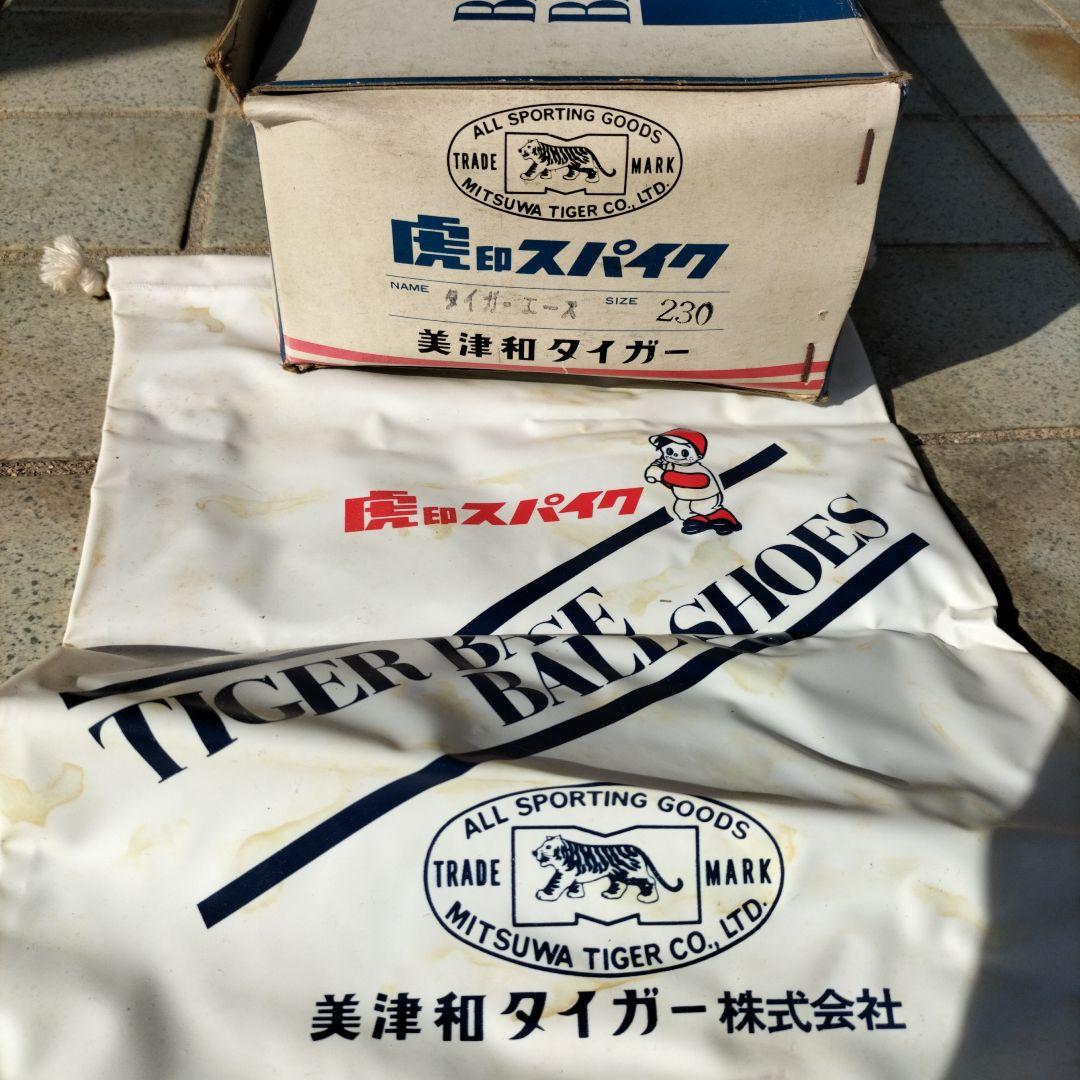 ALL SPORTING GOODS
TRADE MARK
MITSUWA TIGER CO., LTD.
虎印スパイク
NAME タイガーエース SIZE 230
美津和タイガー
虎印スパイク
TIGER BASE
BALL SHOES
ALL SPORTING GOODS
TRADE MARK
MITSUWA TIGER CO., LTD.
美津和タイガー株式会社